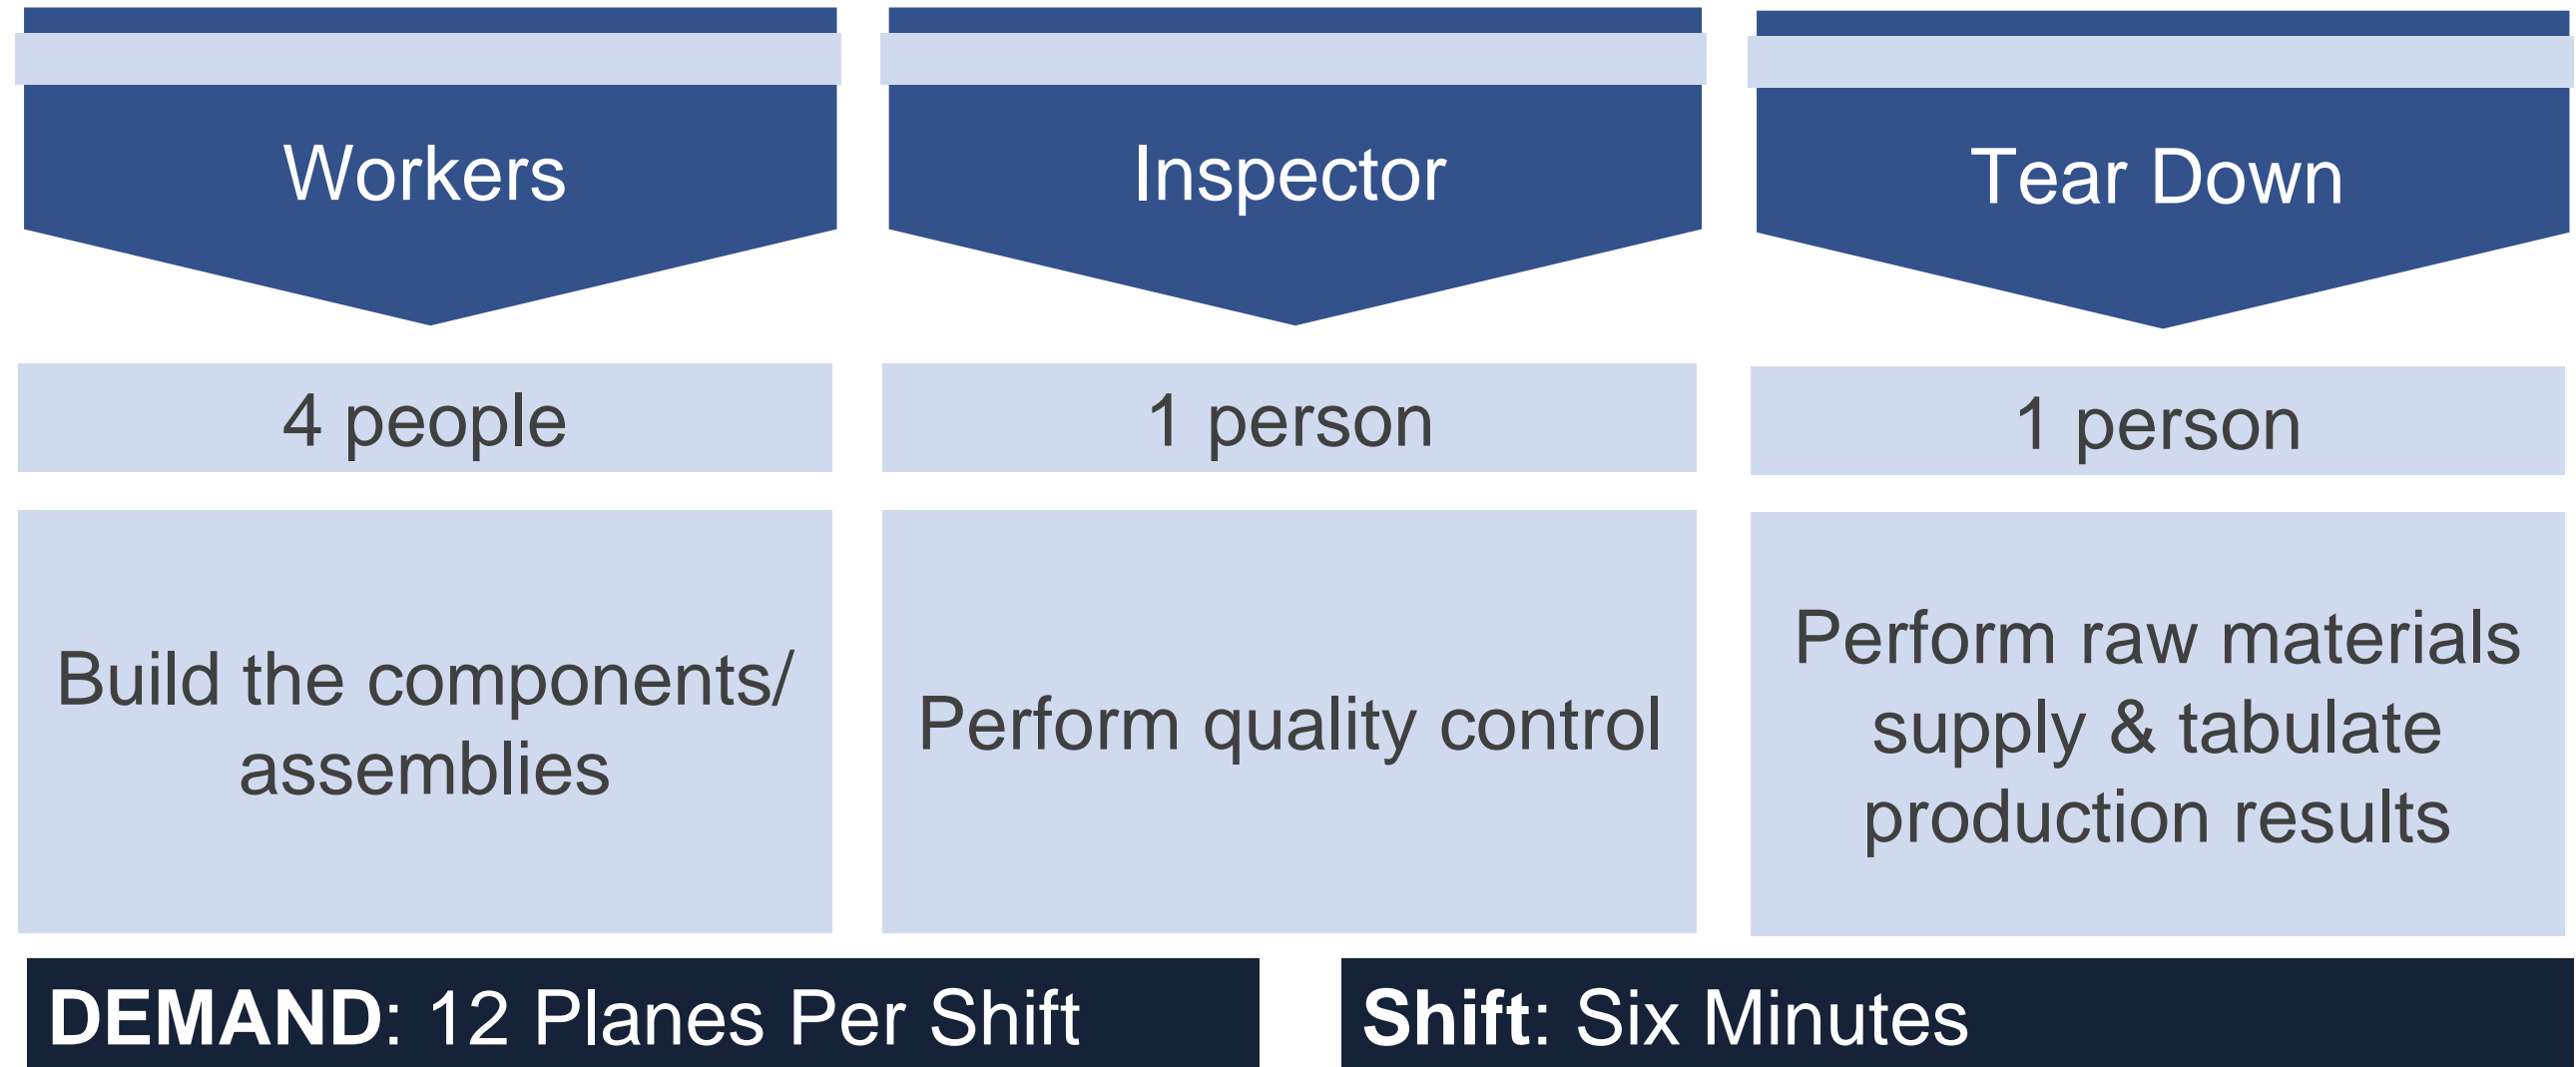 Workers
Inspector
Tear Down
4 people
1 person
1 person
Build the components/
assemblies
Perform quality control
Perform raw materials
supply & tabulate
production results
DEMAND: 12 Planes Per Shift
Shift: Six Minutes